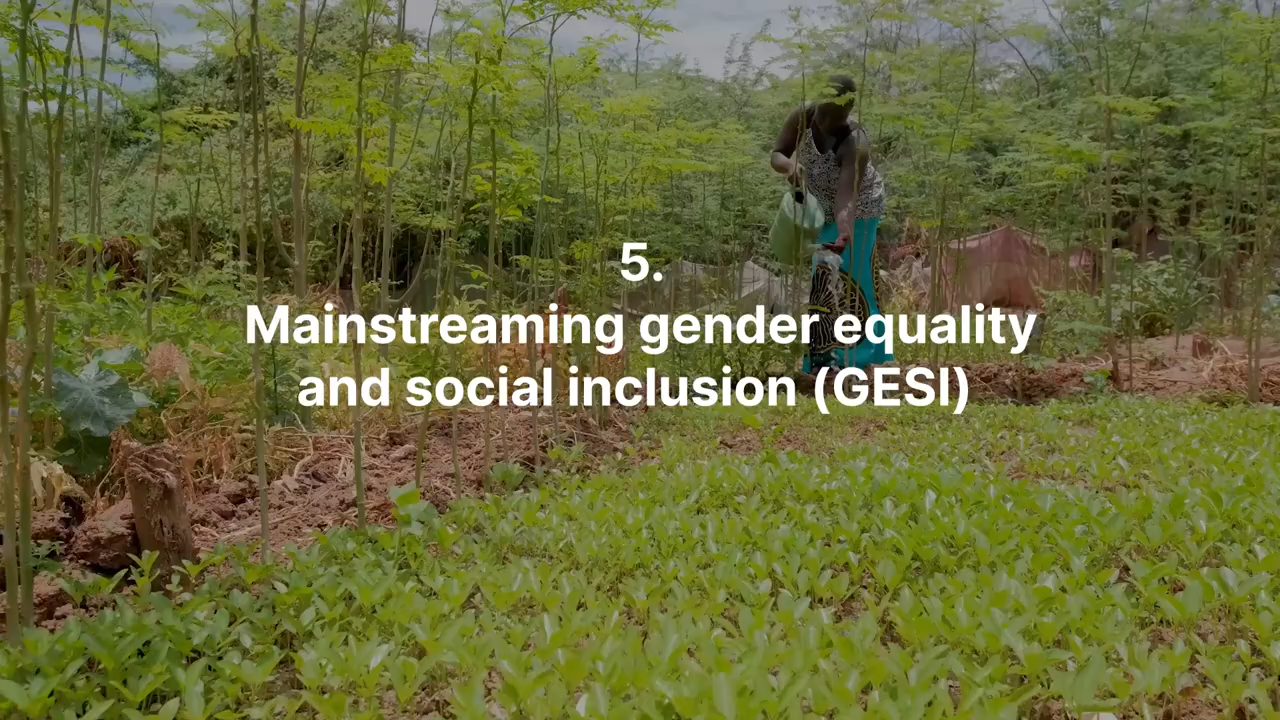 5.
Mainstreaming gender equality
and social inclusion (GESI)